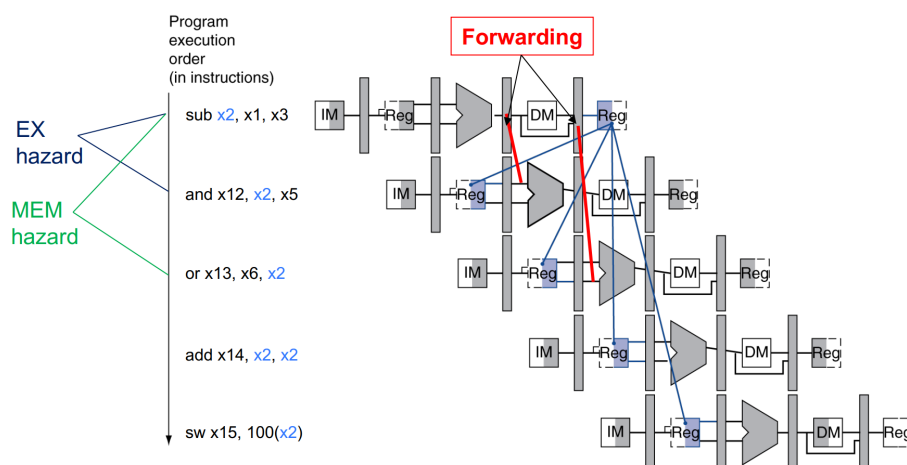 Program
execution
order
(in instructions)
Forwarding
EX
hazard
MEM
hazard
sub x2, x1, x3
IM
Reg
DM
Reg
and x12, x2, x5
IM
Reg
DM
Reg
or x13, x6, x2
IM
Reg
DM
Reg
add x14, x2, x2
IM
Reg
DM
Reg
sw x15, 100(x2)
IM
Reg
DM
Reg